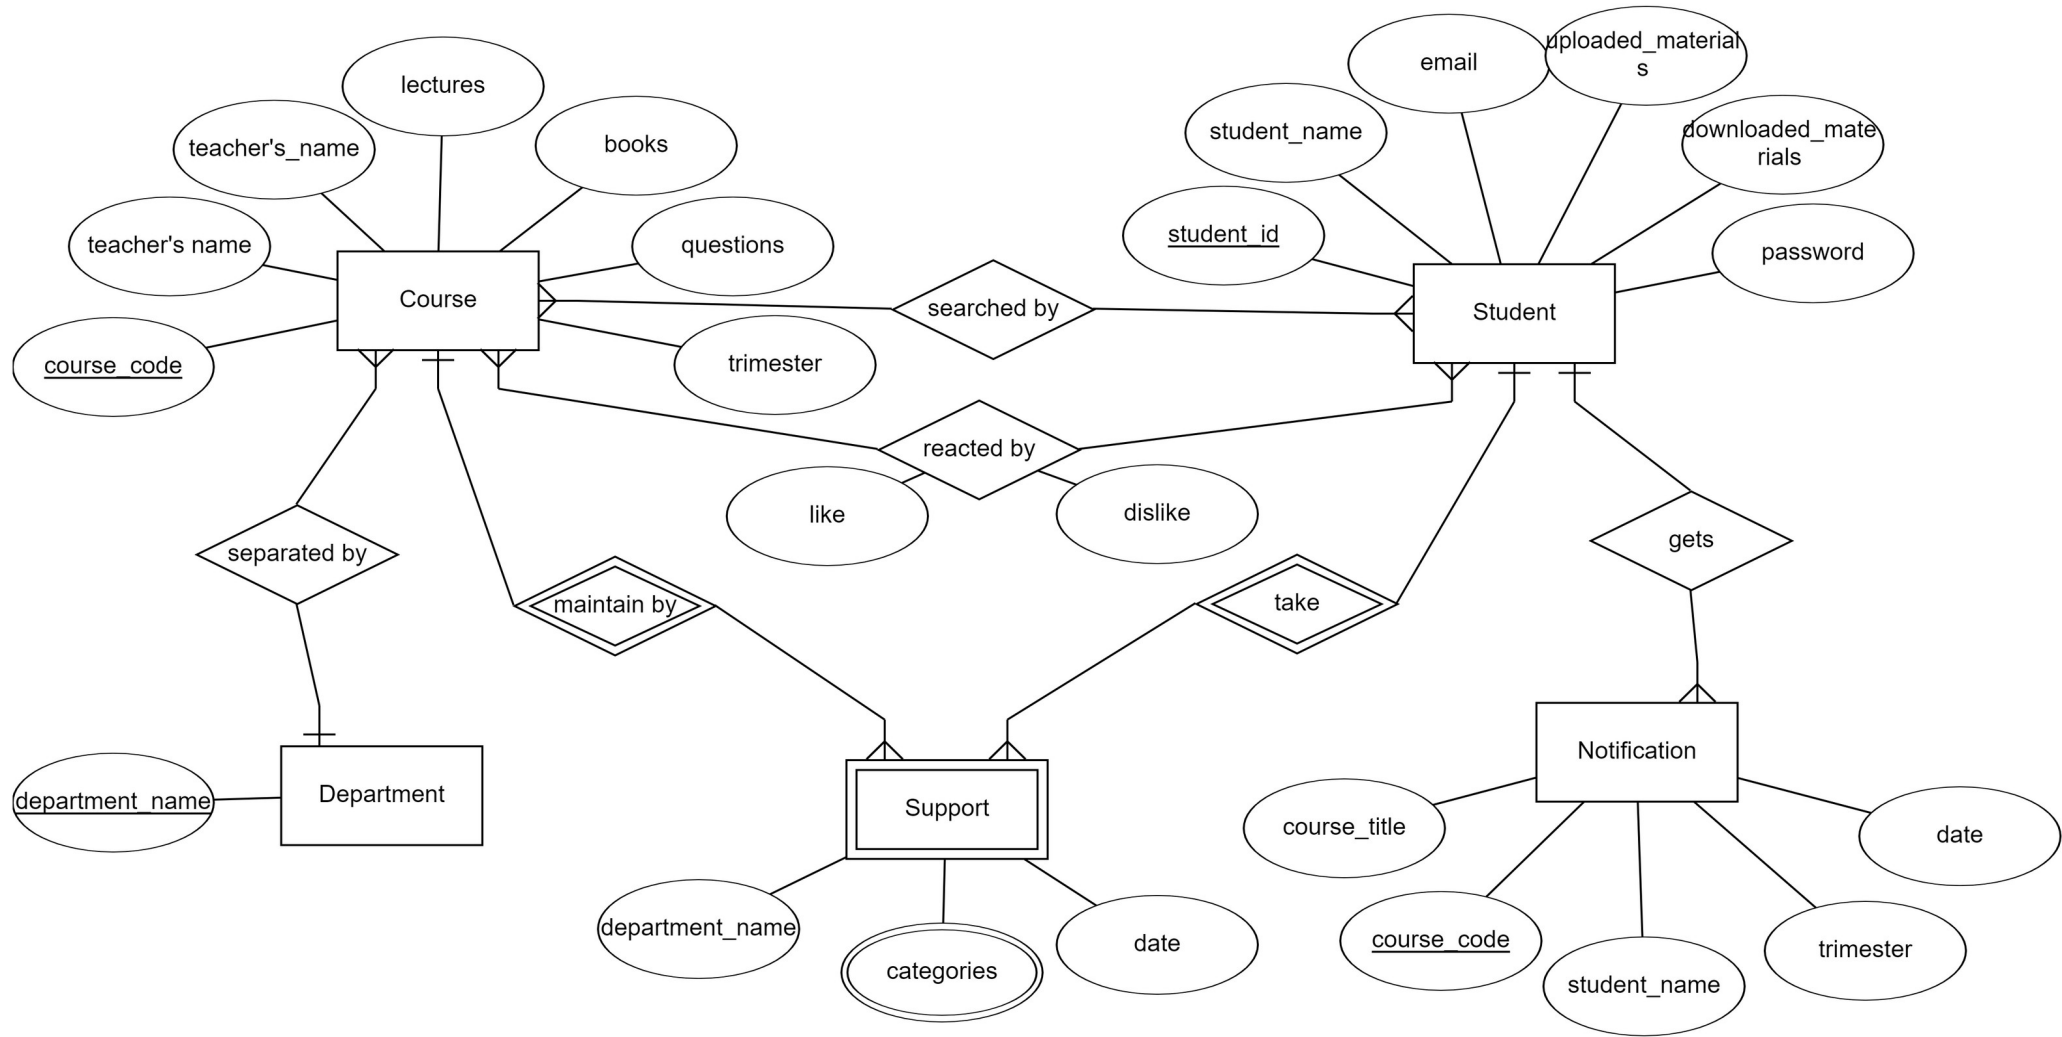 lectures
email
uploaded_material
s
teacher's_name
books
student_name
downloaded_mate
rials
teacher's name
questions
student_id
password
Course
searched by
Student
course_code
trimester
reacted by
like
dislike
separated by
maintain by
take
gets
department_name
Department
Support
Notification
course_title
date
department_name
categories
date
course_code
student_name
trimester